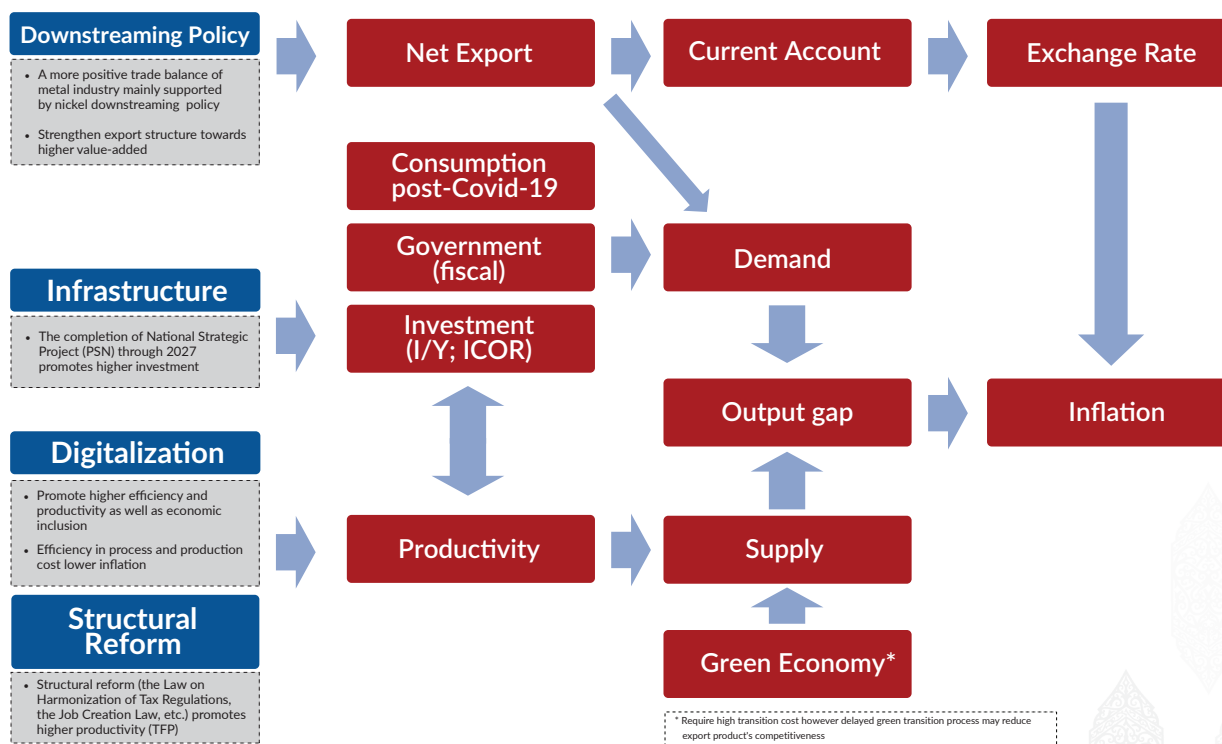 Downstreaming Policy
• A more positive trade balance of
metal industry mainly supported
by nickel downstreaming policy
• Strengthen export structure towards
higher value-added
Net Export
Current Account
Exchange Rate
Consumption
post-Covid-19
Government
(fiscal)
Demand
Infrastructure
• The completion of National Strategic
Project (PSN) through 2027
promotes higher investment
Investment
(I/Y; ICOR)
Output gap
Inflation
Digitalization
• Promote higher efficiency and
productivity as well as economic
inclusion
• Efficiency in process and production
cost lower inflation
Productivity
Supply
Structural
Reform
• Structural reform (the Law on
Harmonization of Tax Regulations,
the Job Creation Law, etc.) promotes
higher productivity (TFP)
Green Economy*
* Require high transition cost however delayed green transition process may reduce
export product's competitiveness